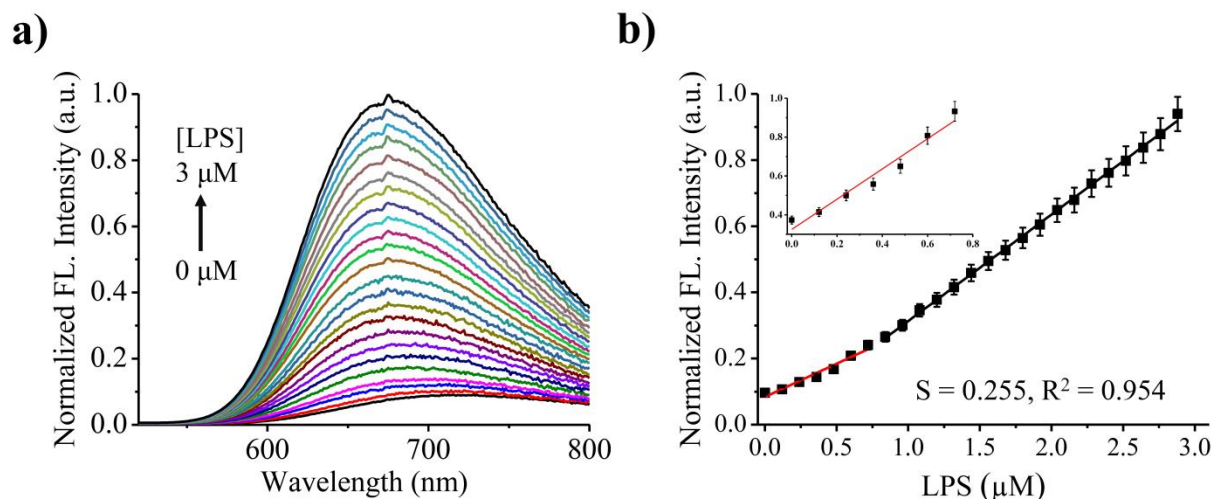 a)
Normalized FL. Intensity (a.u.)
1.0
0.8
0.6
0.4
0.2
0.0
[LPS]
3 μM
0 μM
600
700
800
Wavelength (nm)
b)
Normalized FL. Intensity (a.u.)
1.0
0.8
0.6
0.4
0.2
0.0
1.0
0.8
0.6
0.4
0.0 0.2 0.4 0.6 0.8
S = 0.255, R² = 0.954
0.0 0.5 1.0 1.5 2.0 2.5 3.0
LPS (μM)